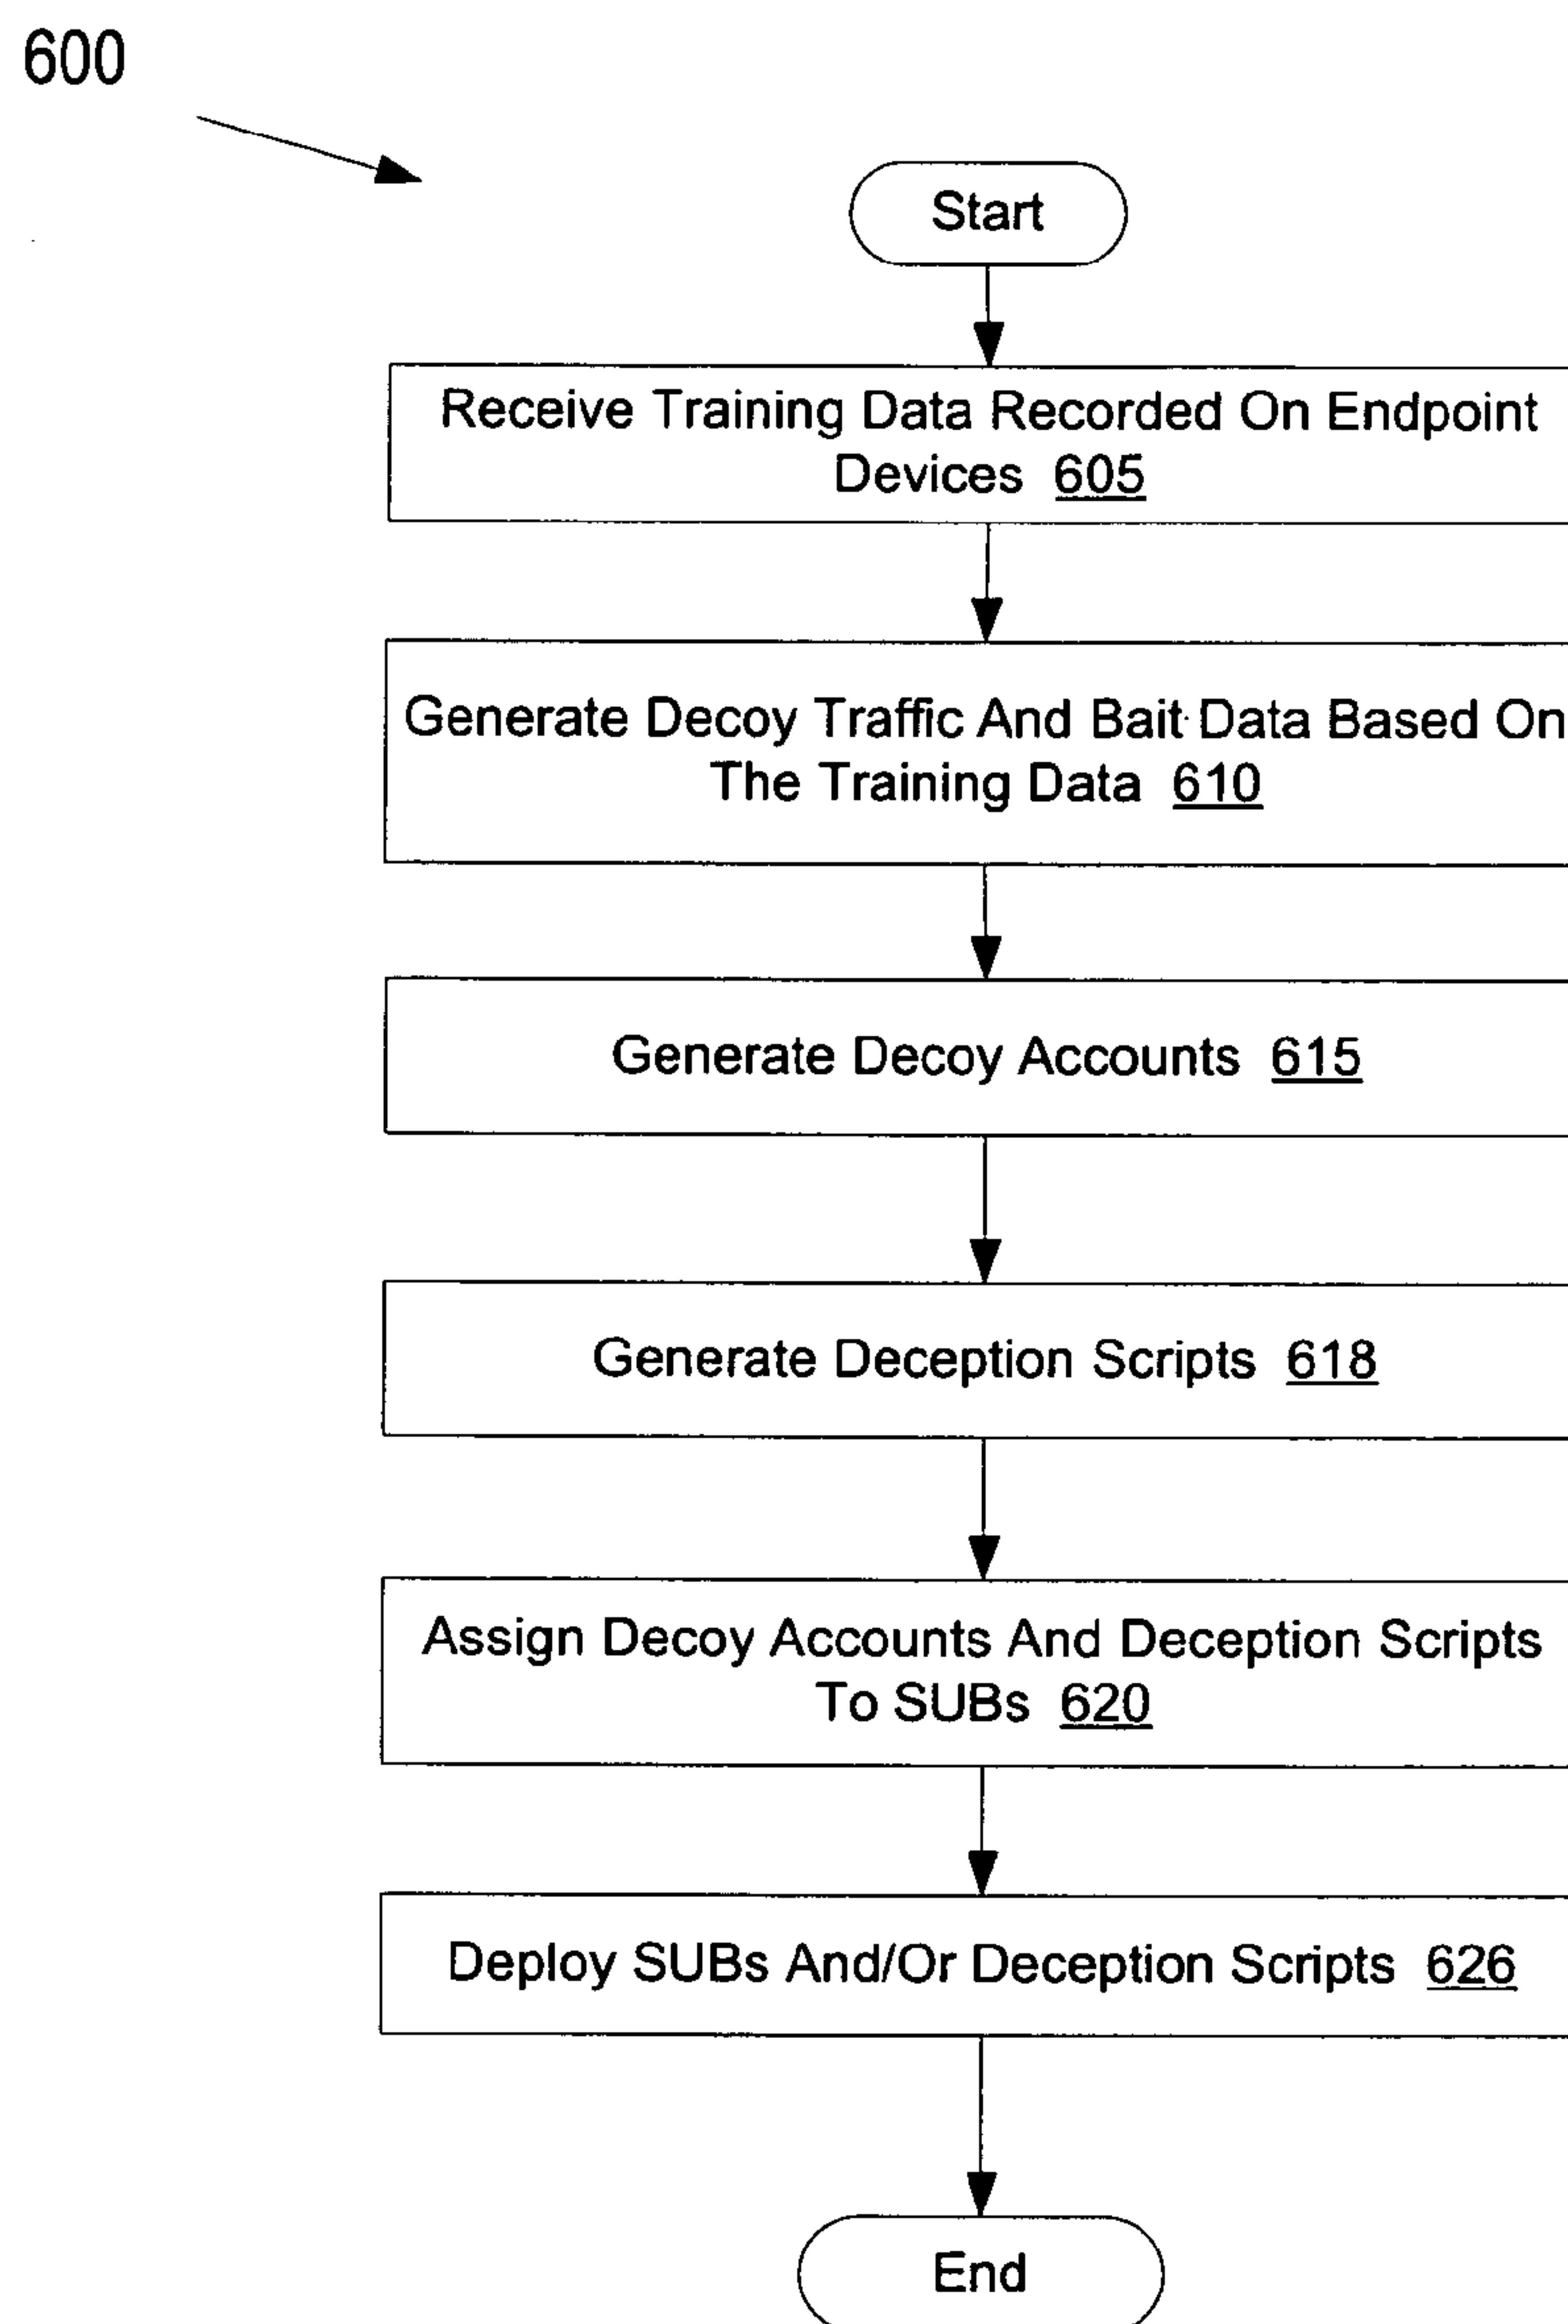 600
Start
Receive Training Data Recorded On Endpoint
Devices 605
Generate Decoy Traffic And Bait Data Based On
The Training Data 610
Generate Decoy Accounts 615
Generate Deception Scripts 618
Assign Decoy Accounts And Deception Scripts
To SUBs 620
Deploy SUBs And/Or Deception Scripts 626
End